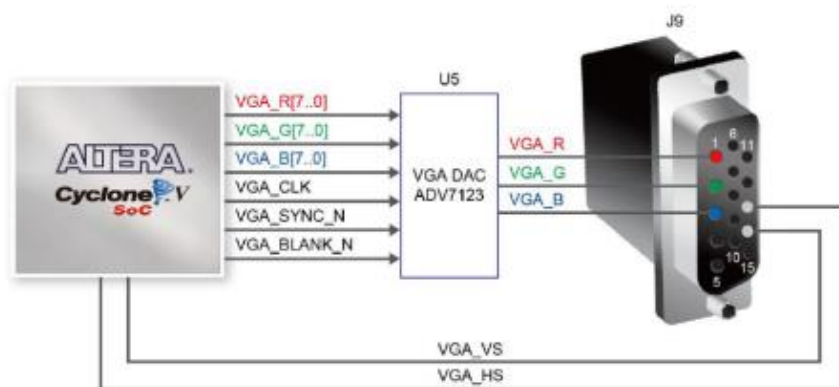 J9
U5
ALTERA®
Cyclone V
SoC
VGA_R[7..0]
VGA_G[7..0]
VGA_B[7..0]
VGA_CLK
VGA_SYNC_N
VGA_BLANK_N
VGA DAC
ADV7123
VGA_R
VGA_G
VGA_B
1
6
11
5
10
15
VGA_VS
VGA_HS